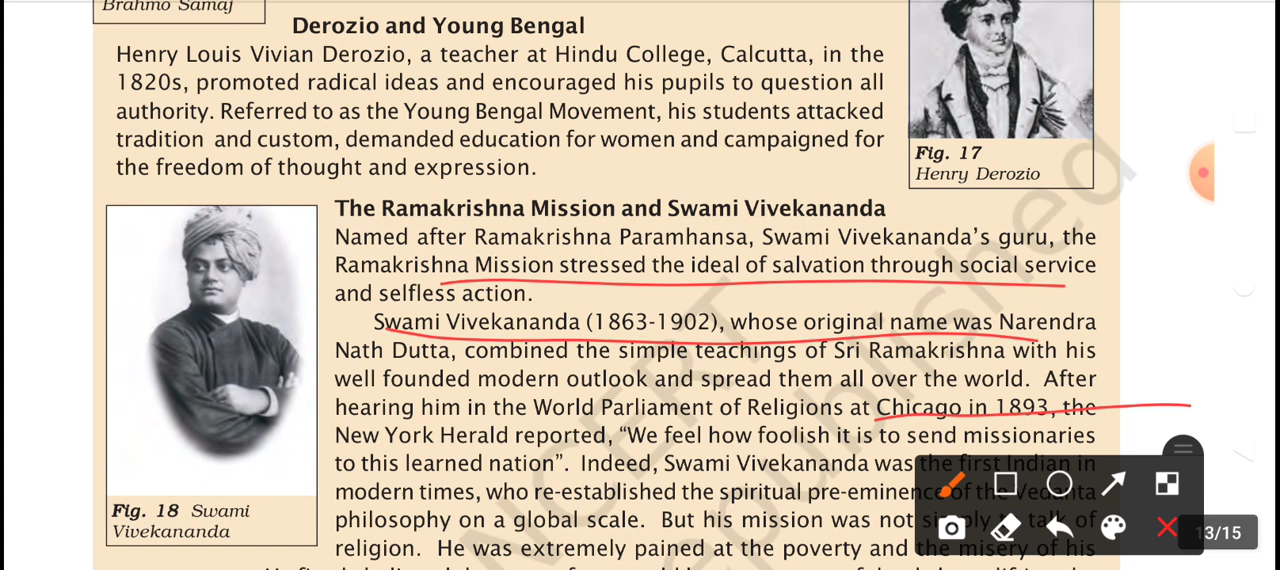 Brahmo Samaj
Derozio and Young Bengal
Henry Louis Vivian Derozio, a teacher at Hindu College, Calcutta, in the
1820s, promoted radical ideas and encouraged his pupils to question all
authority. Referred to as the Young Bengal Movement, his students attacked
tradition and custom, demanded education for women and campaigned for
the freedom of thought and expression.
Fig. 17
Henry Derozio
The Ramakrishna Mission and Swami Vivekananda
Named after Ramakrishna Paramhansa, Swami Vivekananda's guru, the
Ramakrishna Mission stressed the ideal of salvation through social service
and selfless action.
Swami Vivekananda (1863-1902), whose original name was Narendra
Nath Dutta, combined the simple teachings of Sri Ramakrishna with his
well founded modern outlook and spread them all over the world. After
hearing him in the World Parliament of Religions at Chicago in 1893, the
New York Herald reported, "We feel how foolish it is to send missionaries
to this learned nation". Indeed, Swami Vivekananda was the first Indian in
modern times, who re-established the spiritual pre-eminence of the Vedanta
philosophy on a global scale. But his mission was not simply to talk of
religion. He was extremely pained at the poverty and the misery of his
Fig. 18 Swami
Vivekananda
NCERT
republished
13/15